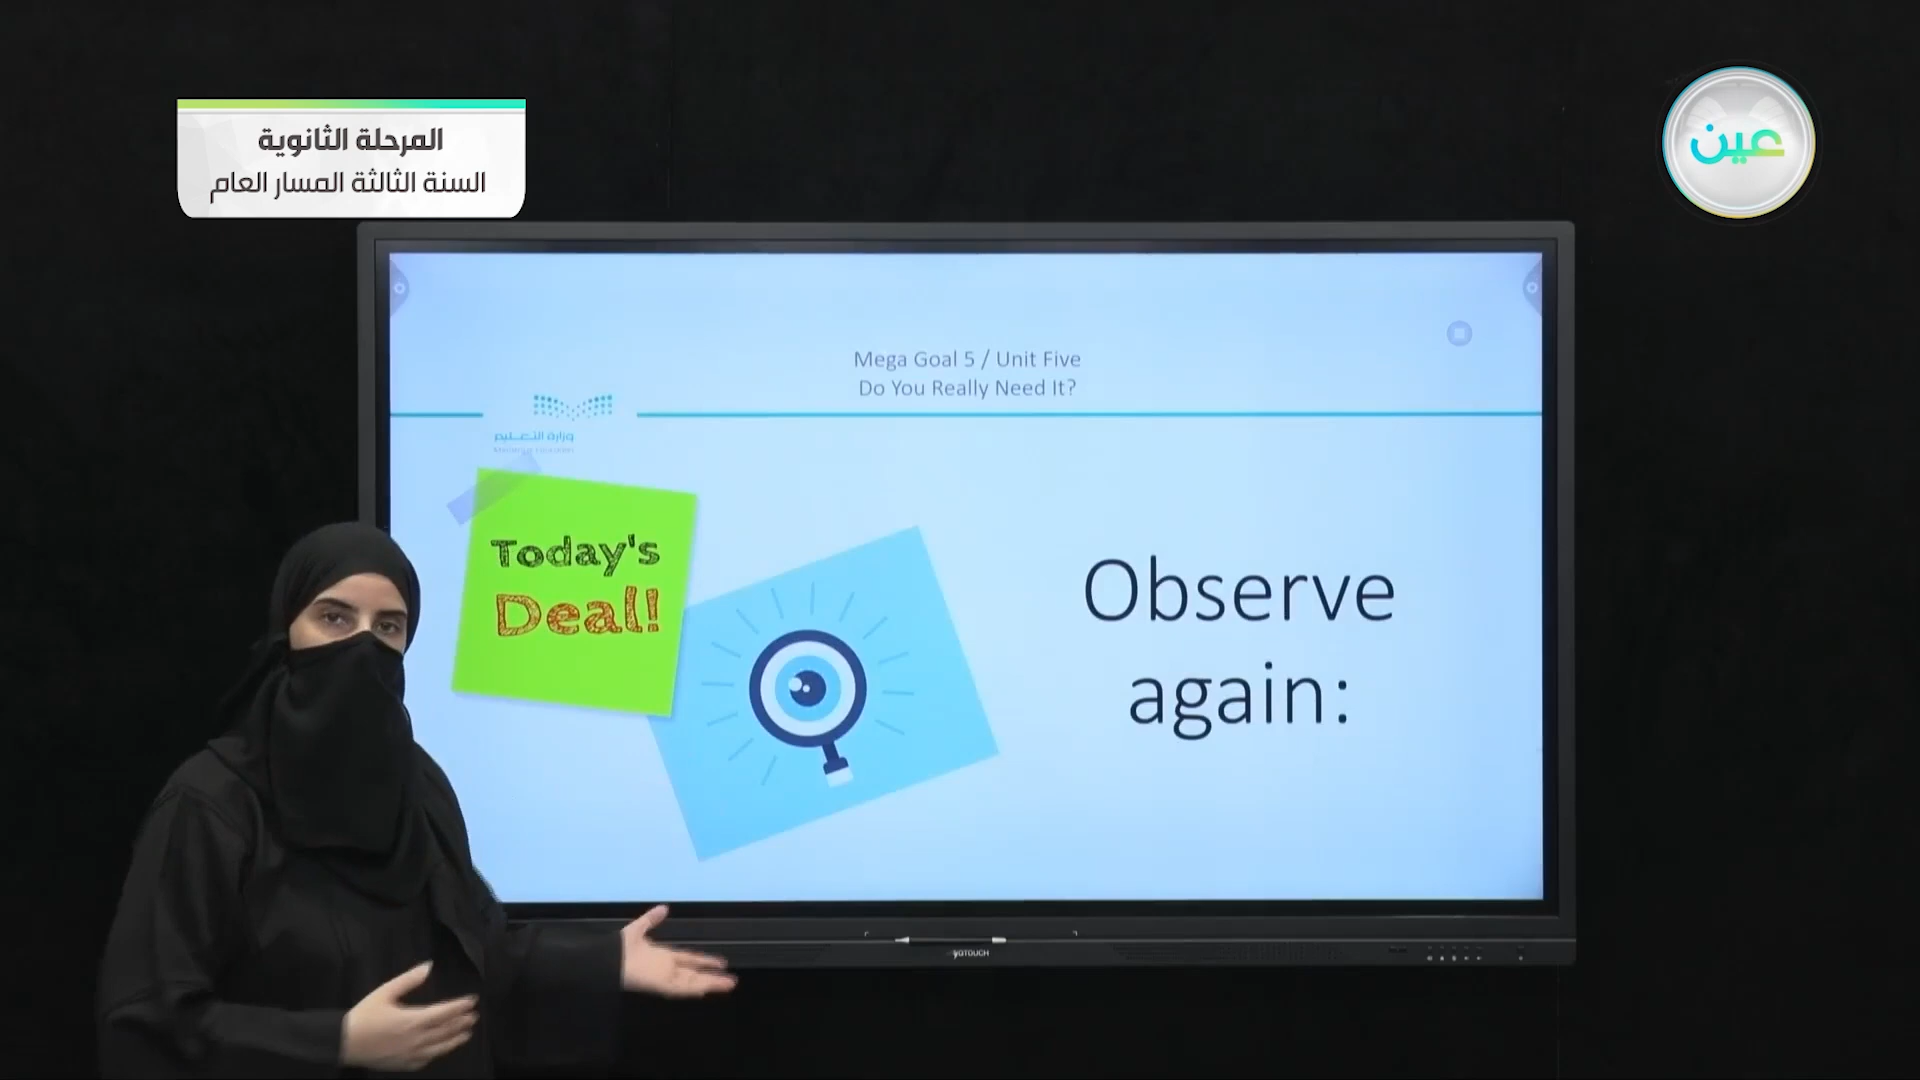 المرحلة الثانوية
السنة الثالثة المسار العام
عين
Mega Goal 5 / Unit Five
Do You Really Need It?
وزارة التعليم
Today's
Deal!
Observe
again: